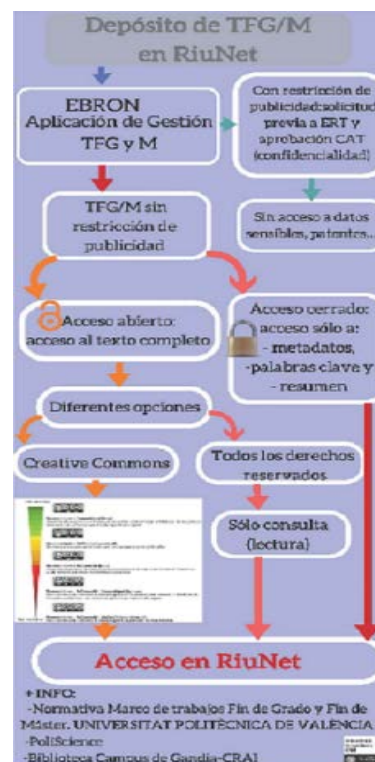 Depósito de TFG/M
en RiuNet
EBRON
Aplicación de Gestión
TFG y M
Con restricción de
publicidad:solicitud
previa a ERT y
aprobación CAT
(confidencialidad)
TFG/M sin
restricción de
publicidad
Sin acceso a datos
sensibles, patentes...
Acceso abierto:
acceso al texto completo
Acceso cerrado:
acceso sólo a:
- metadatos,
-palabras clave y
- resumen
Diferentes opciones
Creative Commons
Todos los derechos
reservados
Sólo consulta
(lectura)
Acceso en RiuNet
+ INFO:
-Normativa Marco de trabajos Fin de Grado y Fin de
Máster. UNIVERSITAT POLITÈCNICA DE VALÈNCIA
-PoliScience
-Biblioteca Campus de Gandia-CRAI